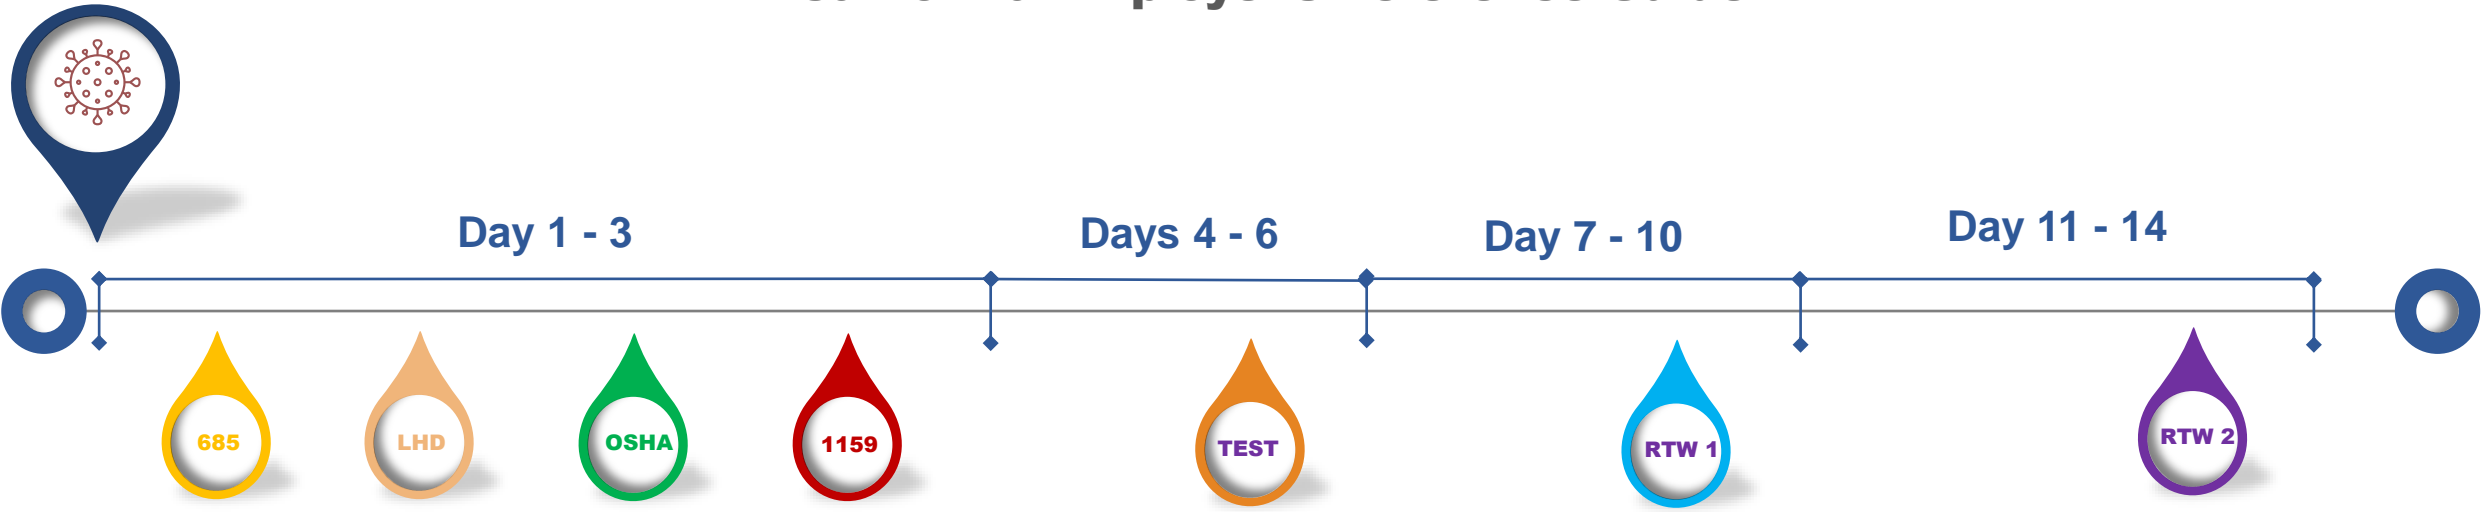 Day 1 - 3
Days 4 - 6
Day 7 - 10
Day 11 - 14
685
LHD
OSHA
1159
TEST
RTW 1
RTW 2